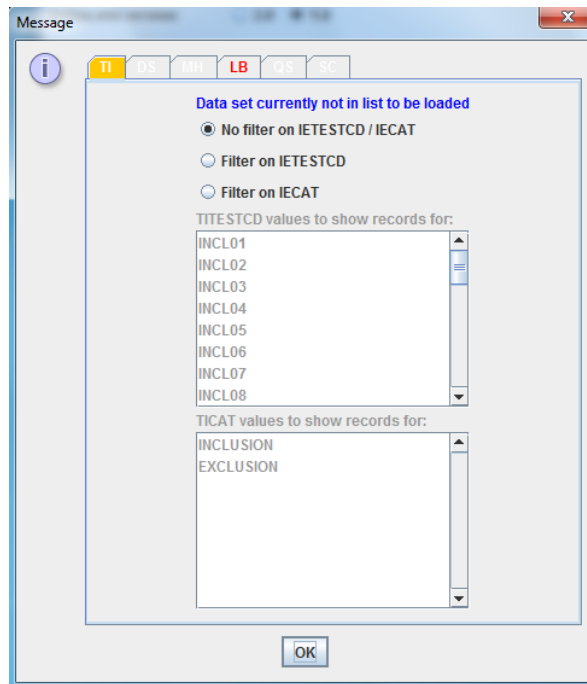 Message
TI DS MH LB QS SC
Data set currently not in list to be loaded
No filter on IETESTCD / IECAT
Filter on IETESTCD
Filter on IECAT
TITESTCD values to show records for:
INCL01
INCL02
INCL03
INCL04
INCL05
INCL06
INCL07
INCL08
TICAT values to show records for:
INCLUSION
EXCLUSION
OK